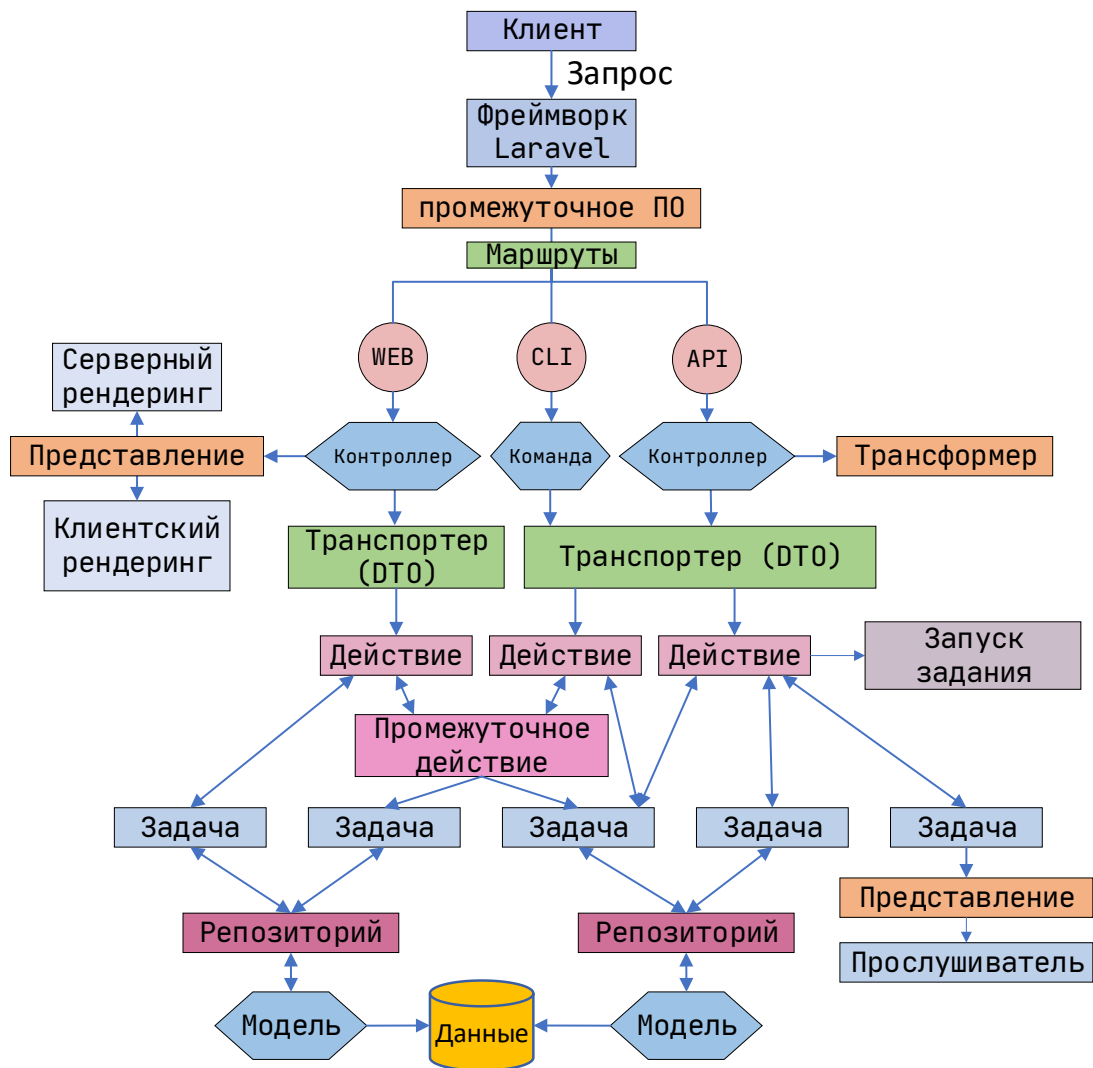 Клиент
Запрос
Фреймворк
Laravel
промежуточное ПО
Маршруты
WEB
CLI
API
Серверный
рендеринг
Представление
Контроллер
Команда
Контроллер
Трансформер
Клиентский
рендеринг
Транспортер
(DTO)
Транспортер (DTO)
Действие
Действие
Действие
Запуск
задания
Промежуточное
действие
Задача
Задача
Задача
Задача
Задача
Представление
Репозиторий
Репозиторий
Прослушиватель
Модель
Данные
Модель